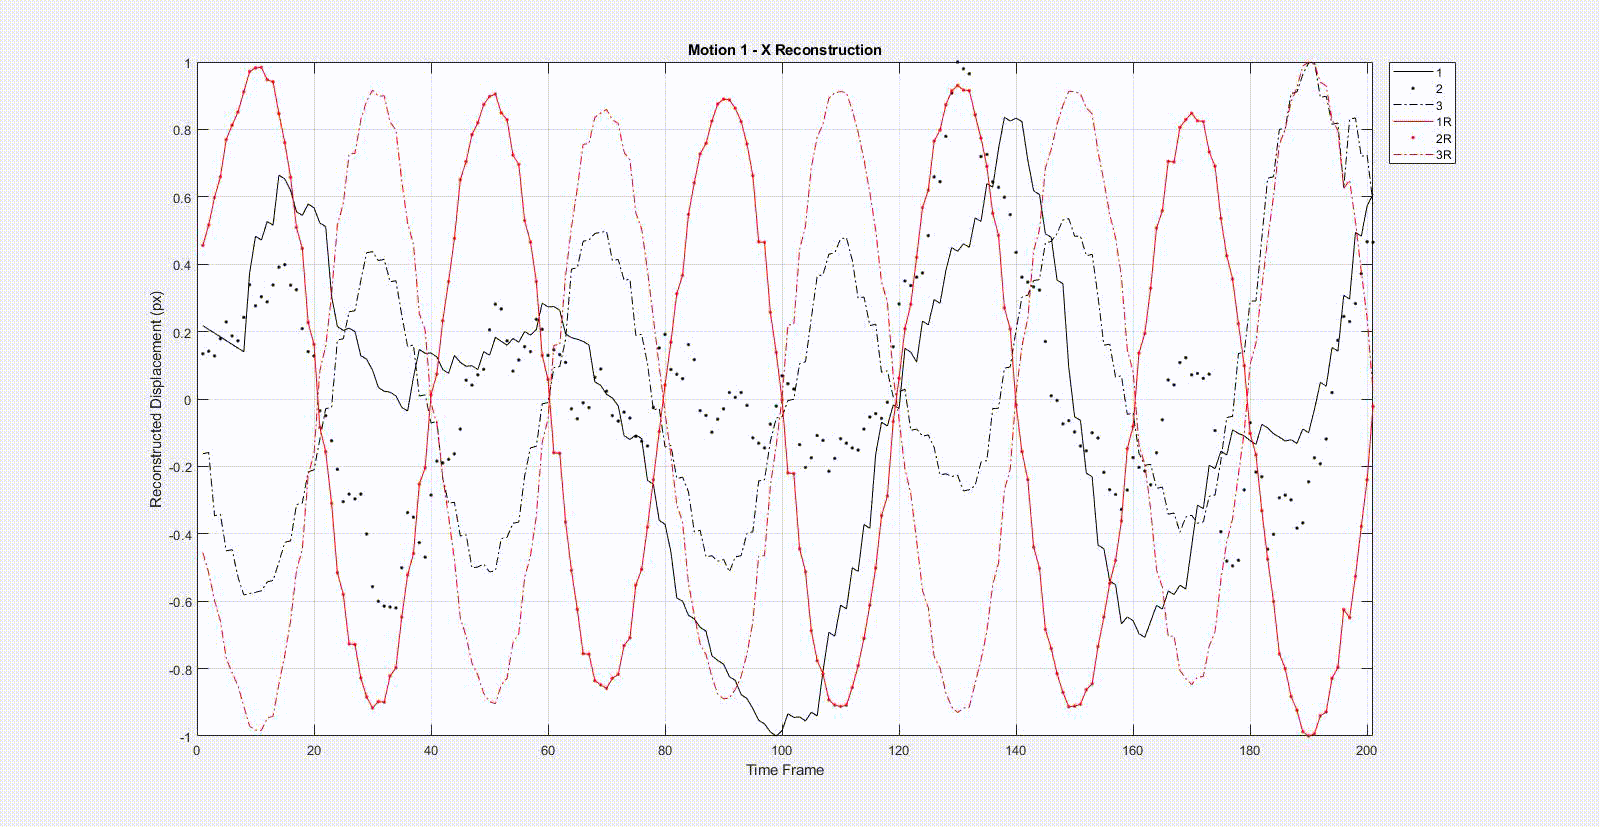 Motion 1 - X Reconstruction
1
0.8
0.6
0.4
0.2
0
-0.2
-0.4
-0.6
-0.8
-1
Reconstructed Displacement (px)
0 20 40 60 80 100 120 140 160 180 200
Time Frame
1
2
3
1R
2R
3R